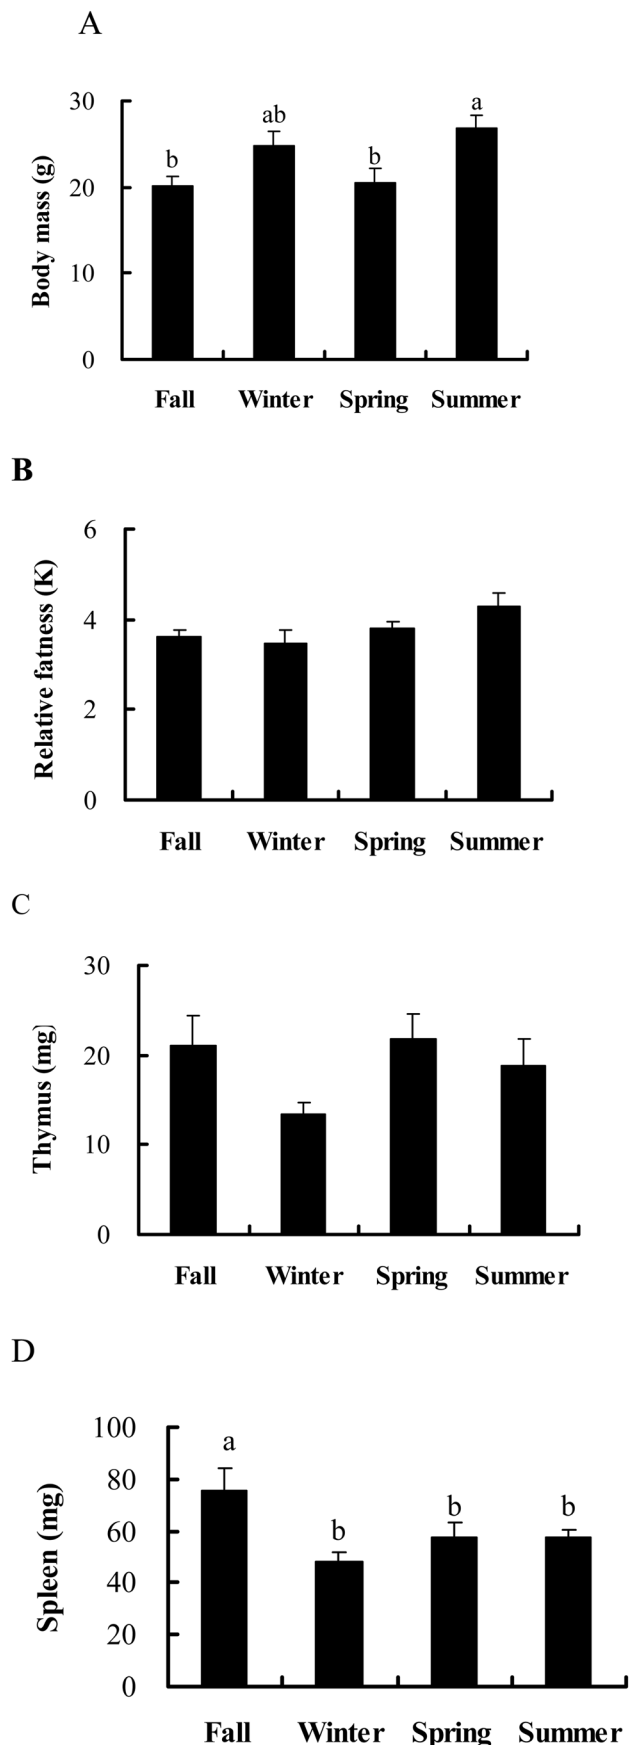 A
Body mass (g)
30
20
10
0
b
ab
b
a
Fall Winter Spring Summer
B
Relative fatness (K)
6
4
2
0
Fall Winter Spring Summer
C
Thymus (mg)
30
20
10
0
Fall Winter Spring Summer
D
Spleen (mg)
100
80
60
40
20
0
a
b
b
b
Fall Winter Spring Summer